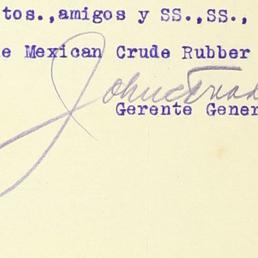 tos.,amigos y SS.,SS.,
e Mexican Crude Rubber
Gerente Gener